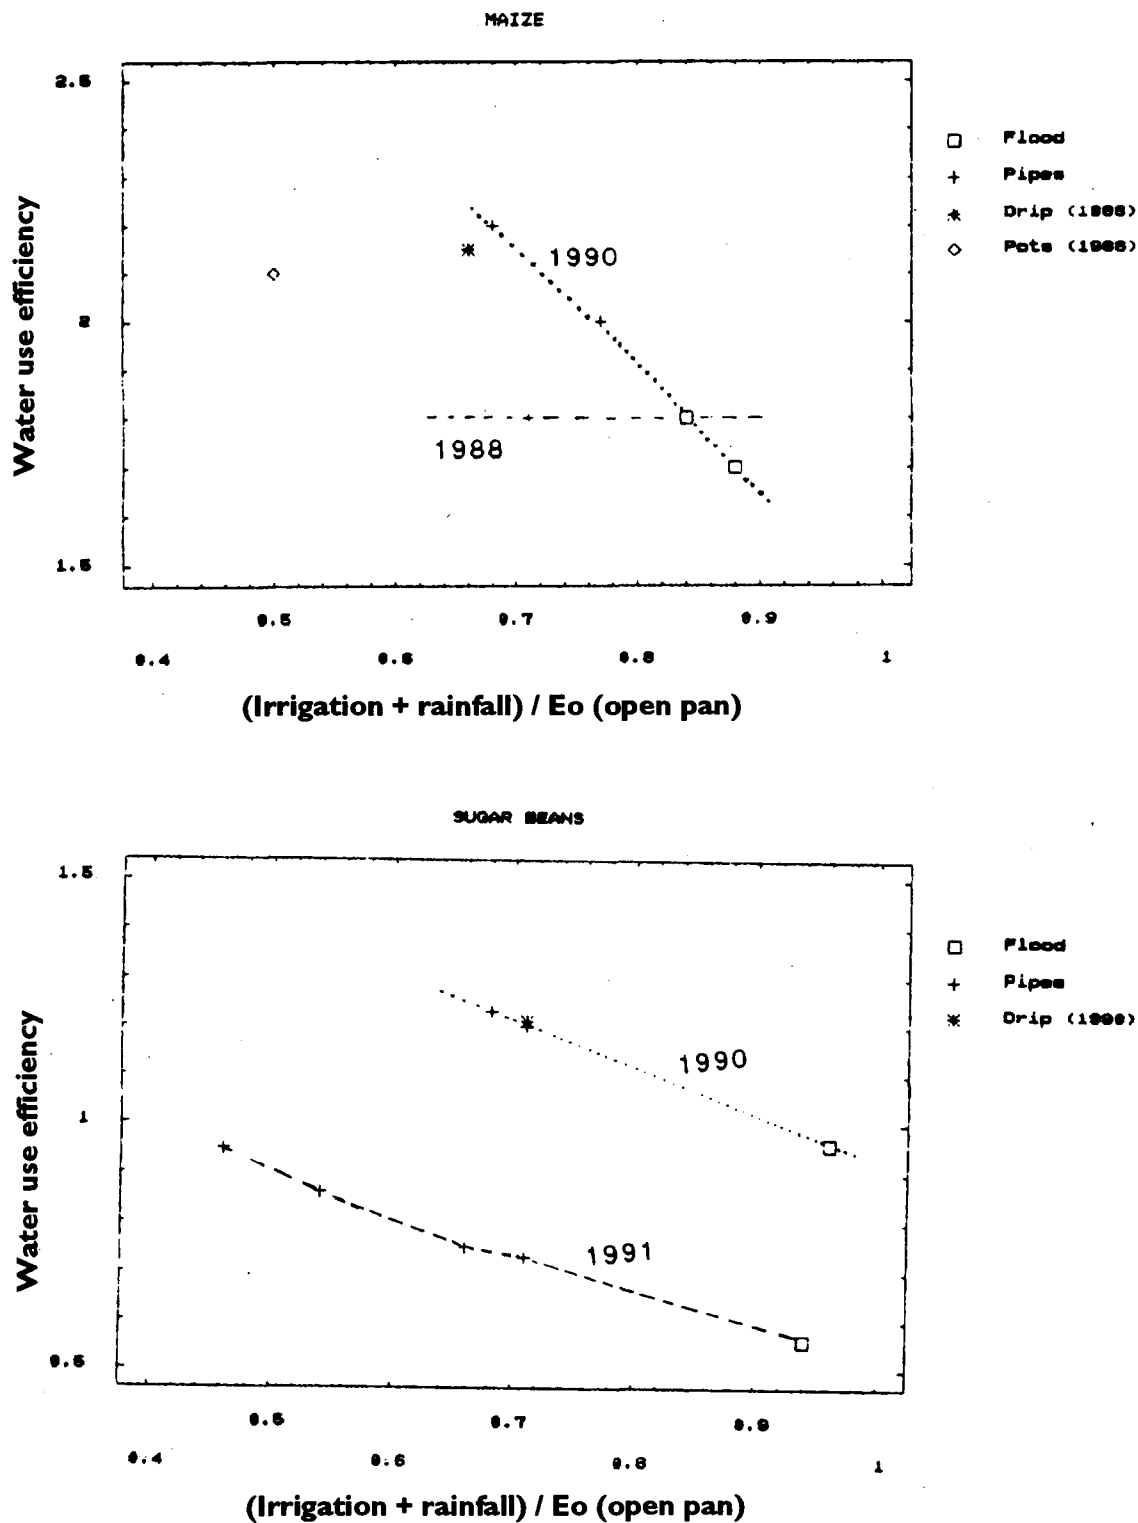 MAIZE
2.5
2
1.5
Water use efficiency
1990
1988
Flood
Pipes
Drip (1988)
Pots (1988)
0.5 0.7 0.9
0.4 0.6 0.8 1
(Irrigation + rainfall) / Eo (open pan)
SUGAR BEANS
1.5
1
0.5
Water use efficiency
1990
1991
Flood
Pipes
Drip (1990)
0.5 0.7 0.9
0.4 0.6 0.8 1
(Irrigation + rainfall) / Eo (open pan)